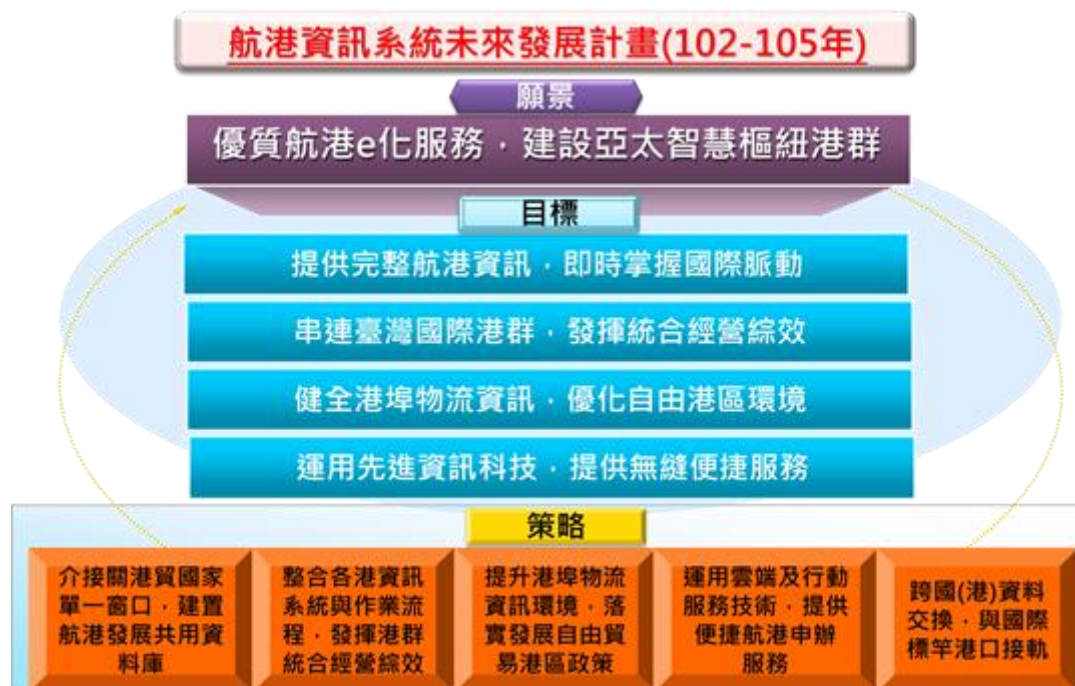 航港資訊系統未來發展計畫(102-105年)
願景
優質航港e化服務，建設亞太智慧樞紐港群
目標
提供完整航港資訊，即時掌握國際脈動
串連臺灣國際港群，發揮統合經營綜效
健全港埠物流資訊，優化自由港區環境
運用先進資訊科技，提供無縫便捷服務
策略
介接關港貿國家
單一窗口，建置
航港發展共用資
料庫
整合各港資訊
系統與作業流
程，發揮港群
統合經營綜效
提升港埠物流
資訊環境，落
實發展自由貿
易港區政策
運用雲端及行動
服務技術，提供
便捷航港申辦
服務
跨國(港)資料
交換，與國際
標竿港口接軌